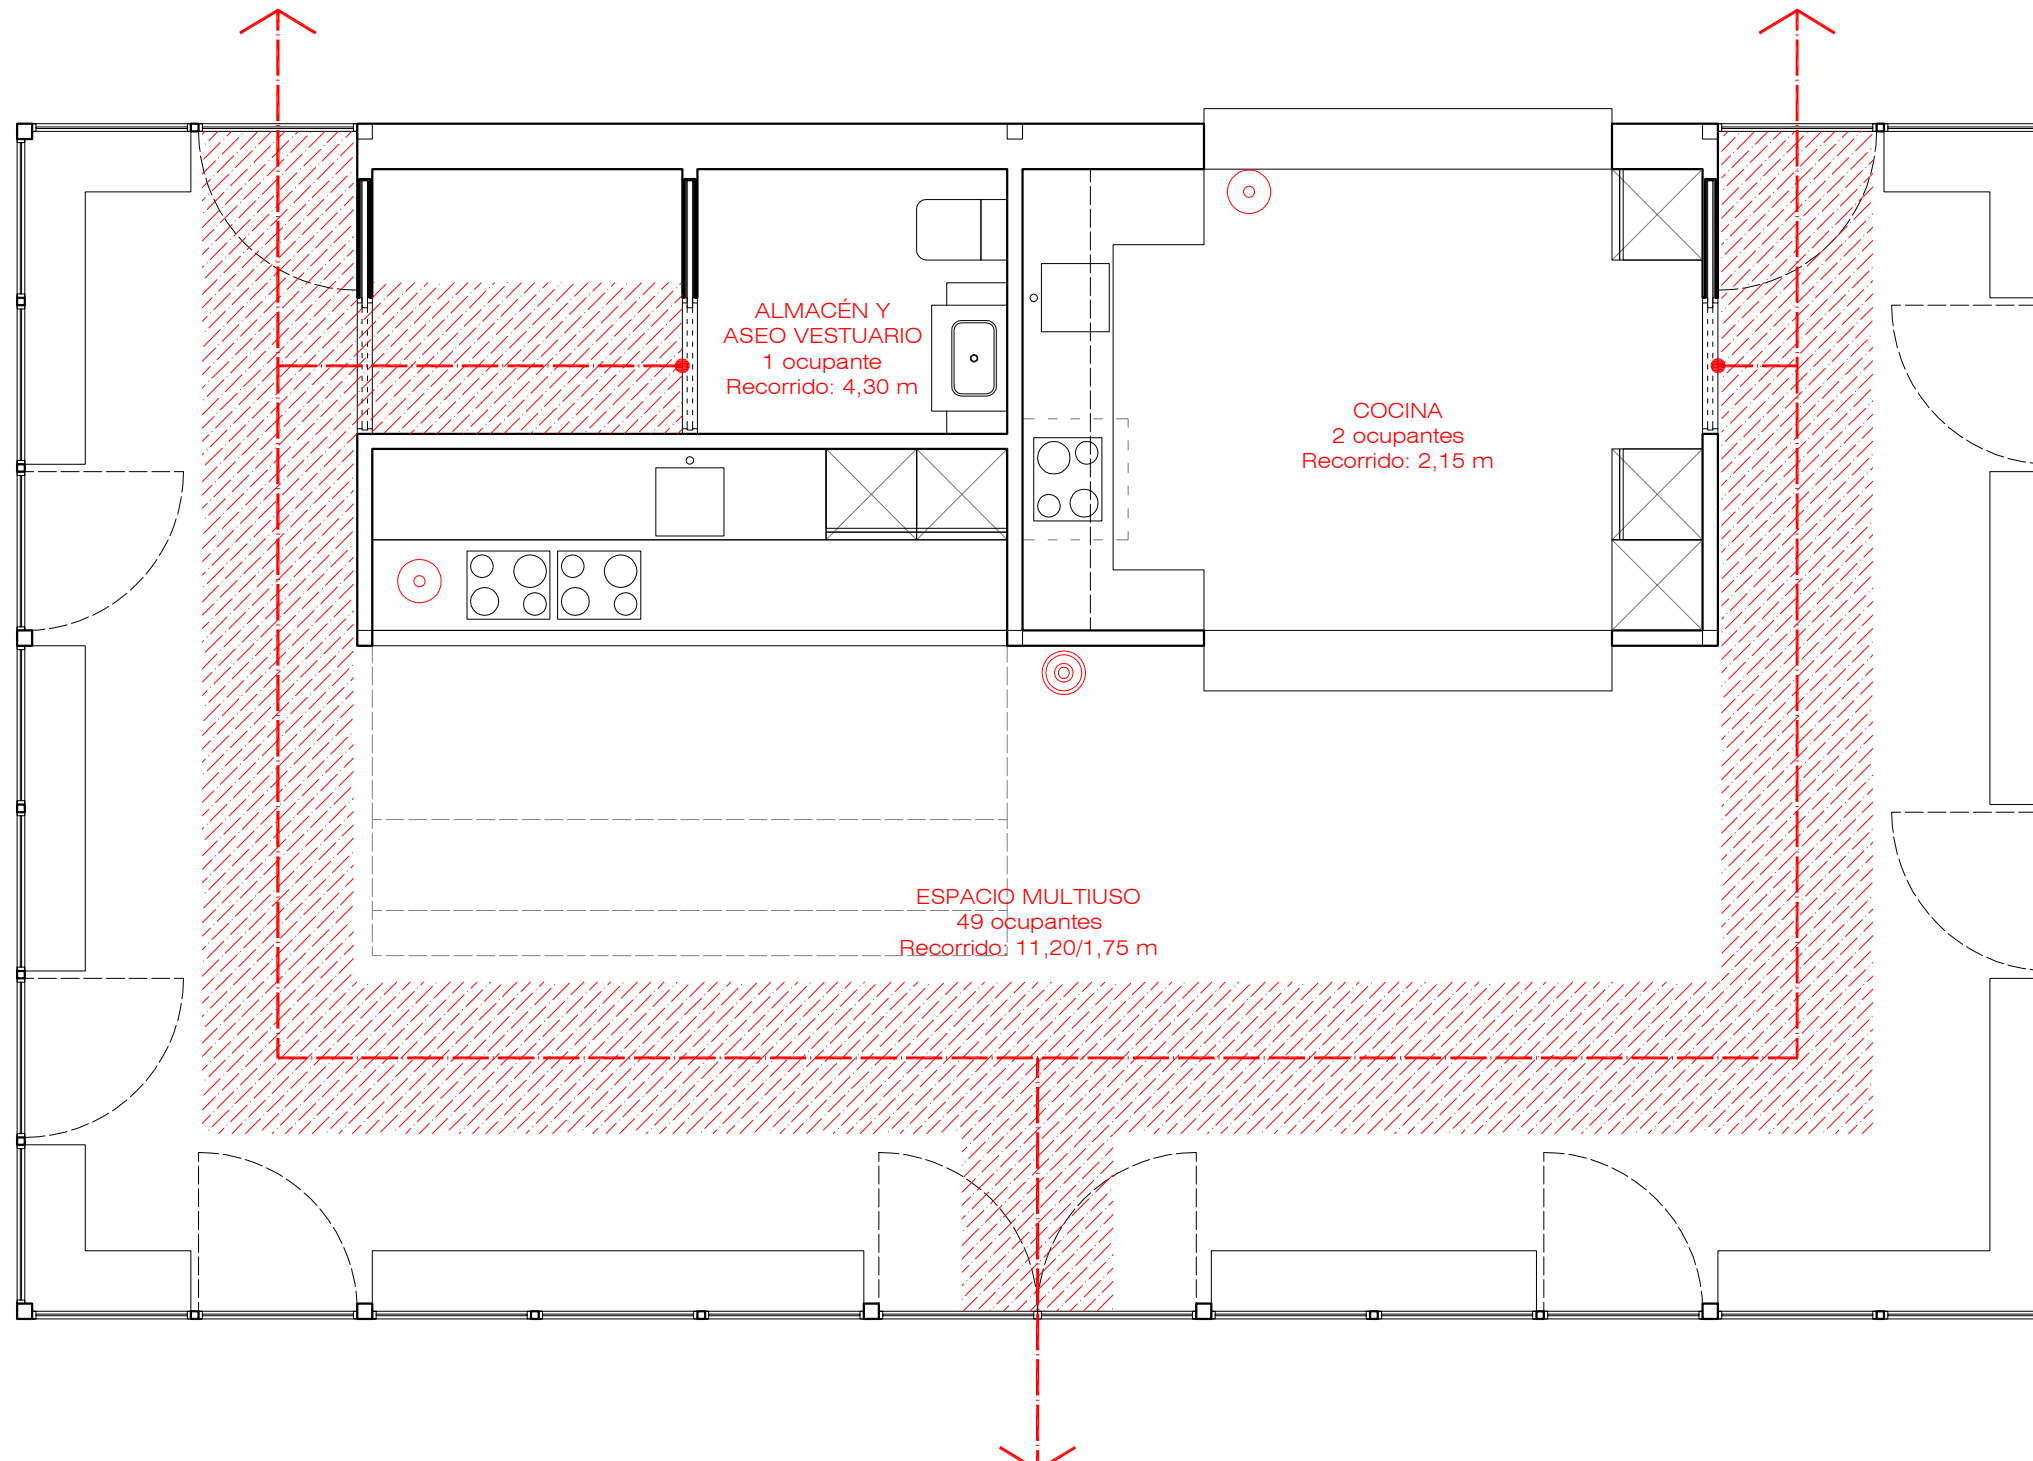 ALMACÉN Y
ASEO VESTUARIO
1 ocupante
Recorrido: 4,30 m
COCINA
2 ocupantes
Recorrido: 2,15 m
ESPACIO MULTIUSO
49 ocupantes
Recorrido: 11,20/1,75 m